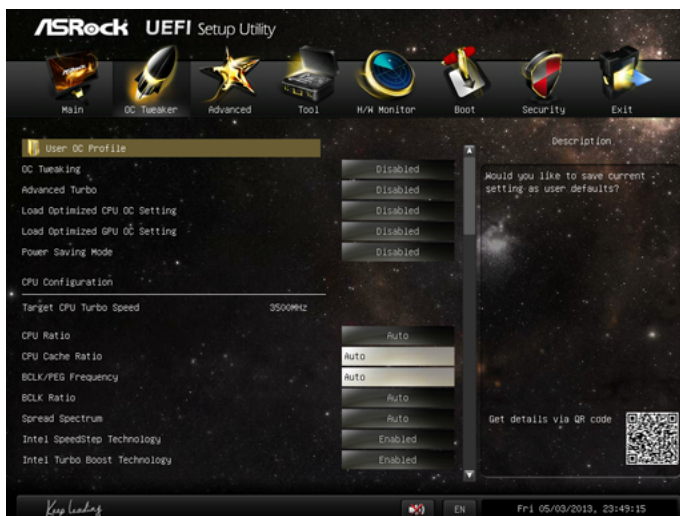 ASRock UEFI Setup Utility
Main
OC Tweaker
Advanced
Tool
H/W Monitor
Boot
Security
Exit
User OC Profile
OC Tweaking Disabled
Advanced Turbo Disabled
Load Optimized CPU OC Setting Disabled
Load Optimized GPU OC Setting Disabled
Power Saving Mode Disabled
CPU Configuration
Target CPU Turbo Speed 3500MHz
CPU Ratio Auto
CPU Cache Ratio Auto
BCLK/PEG Frequency Auto
BCLK Ratio Auto
Spread Spectrum Auto
Intel SpeedStep Technology Enabled
Intel Turbo Boost Technology Enabled
Description
Would you like to save current
setting as user defaults?
Get details via QR code
Keep Leading
EN
Fri 05/03/2013, 23:49:15